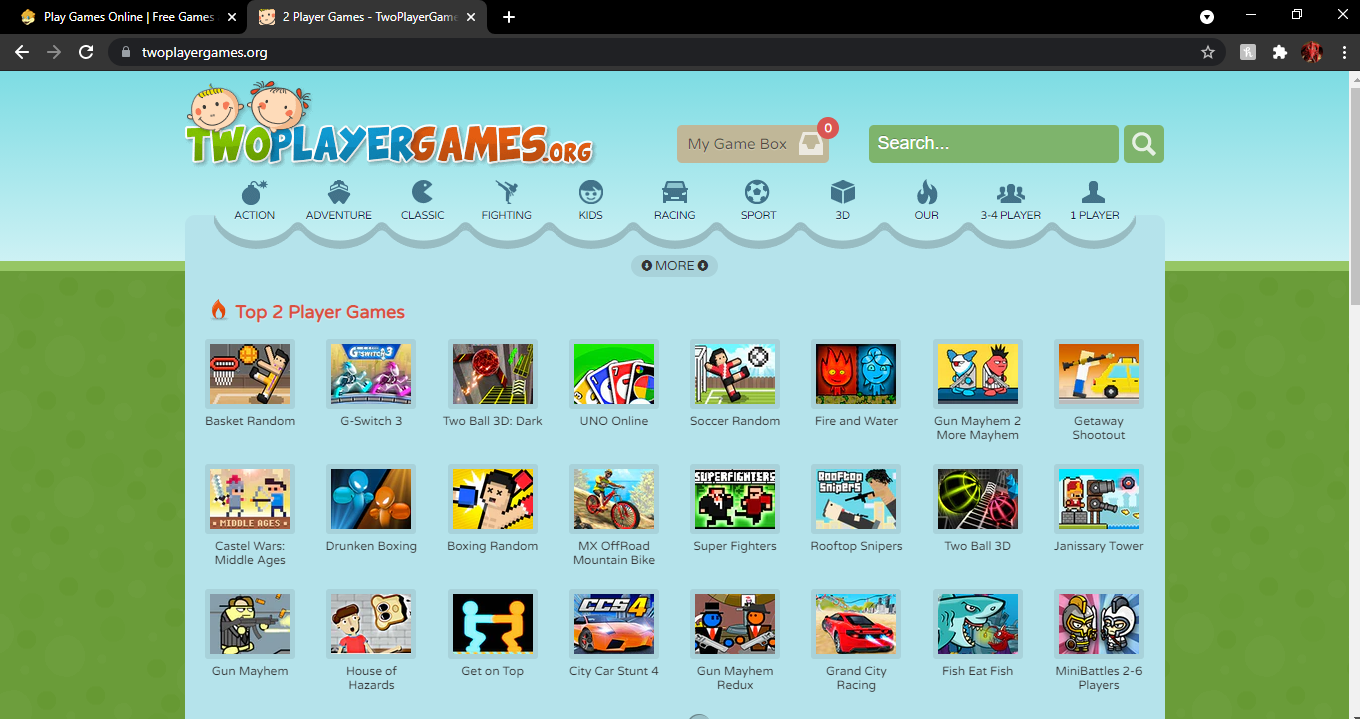 Play Games Online | Free Games
2 Player Games - TwoPlayerGame
twoplayergames.org
TWOPLAYERGAMES.ORG
My Game Box
0
Search...
ACTION
ADVENTURE
CLASSIC
FIGHTING
KIDS
RACING
SPORT
3D
OUR
3-4 PLAYER
1 PLAYER
MORE
Top 2 Player Games
G-SWITCH 3
Basket Random
G-Switch 3
Two Ball 3D: Dark
UNO Online
Soccer Random
Fire and Water
Gun Mayhem 2
More Mayhem
Getaway
Shootout
MIDDLE AGES
SUPERFIGHTERS
ROOFTOP
SNIPERS
Castel Wars:
Middle Ages
Drunken Boxing
Boxing Random
MX OffRoad
Mountain Bike
Super Fighters
Rooftop Snipers
Two Ball 3D
Janissary Tower
CCS 4
Gun Mayhem
House of
Hazards
Get on Top
City Car Stunt 4
Gun Mayhem
Redux
Grand City
Racing
Fish Eat Fish
MiniBattles 2-6
Players